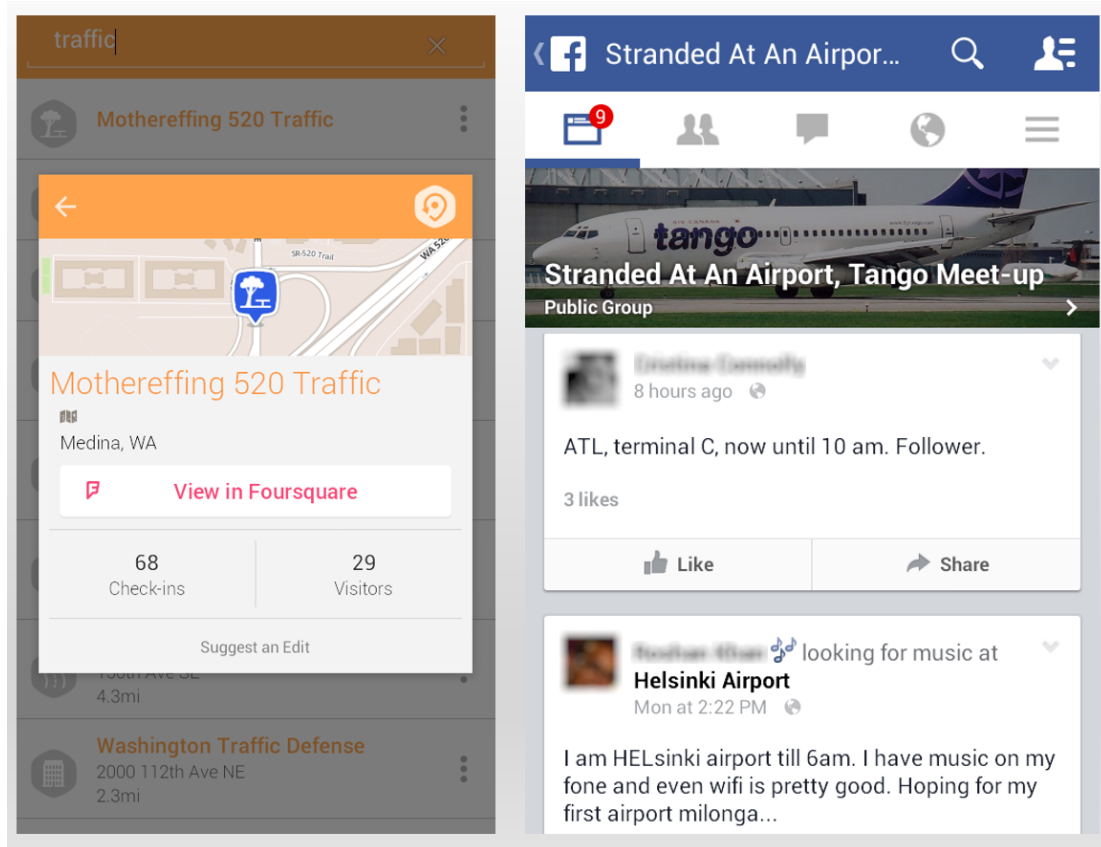 traffic
Mothereffing 520 Traffic
SR-520 Trail
WA 520
Mothereffing 520 Traffic
Medina, WA
View in Foursquare
68
Check-ins
29
Visitors
Suggest an Edit
4.3mi
Washington Traffic Defense
2000 112th Ave NE
2.3mi
Stranded At An Airpor...
9
AIR CANADA
tango
Stranded At An Airport, Tango Meet-up
Public Group
8 hours ago
ATL, terminal C, now until 10 am. Follower.
3 likes
Like
Share
looking for music at
Helsinki Airport
Mon at 2:22 PM
I am HELsinki airport till 6am. I have music on my
fone and even wifi is pretty good. Hoping for my
first airport milonga...